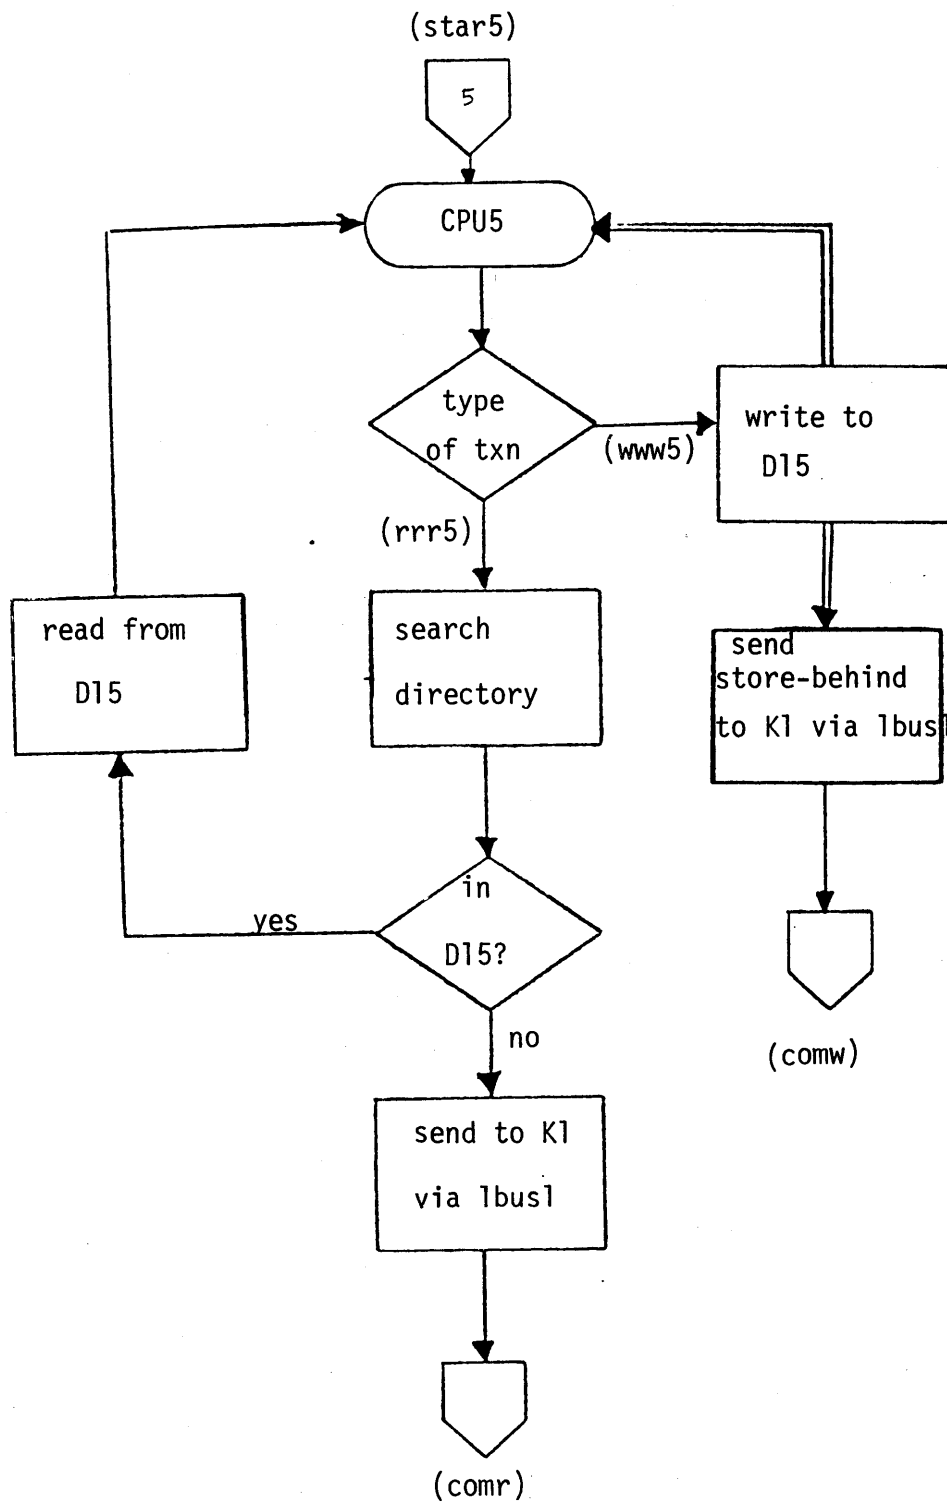 (star5)
5
CPU5
type
of txn
(www5)
write to
D15
(rrr5)
read from
D15
search
directory
send
store-behind
to K1 via lbus1
in
D15?
yes
no
(comw)
send to K1
via lbus1
(comr)